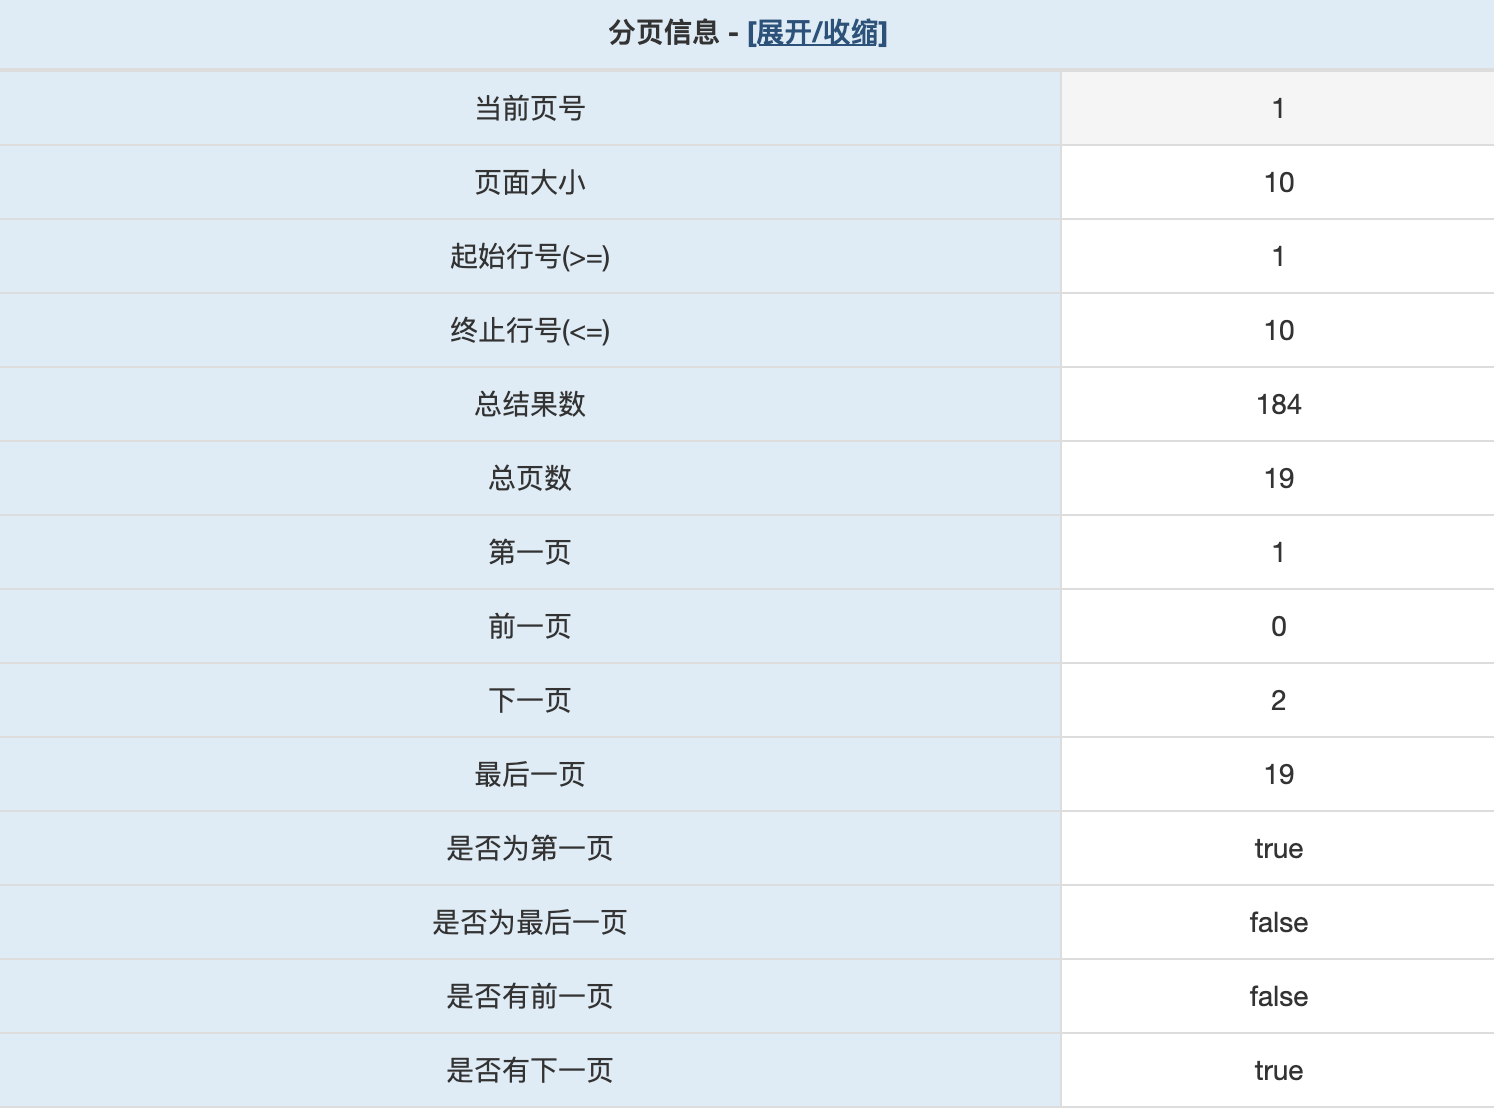 分页信息 - [展开/收缩]
当前页号 1
页面大小 10
起始行号(>=) 1
终止行号(<=) 10
总结果数 184
总页数 19
第一页 1
前一页 0
下一页 2
最后一页 19
是否为第一页 true
是否为最后一页 false
是否有前一页 false
是否有下一页 true